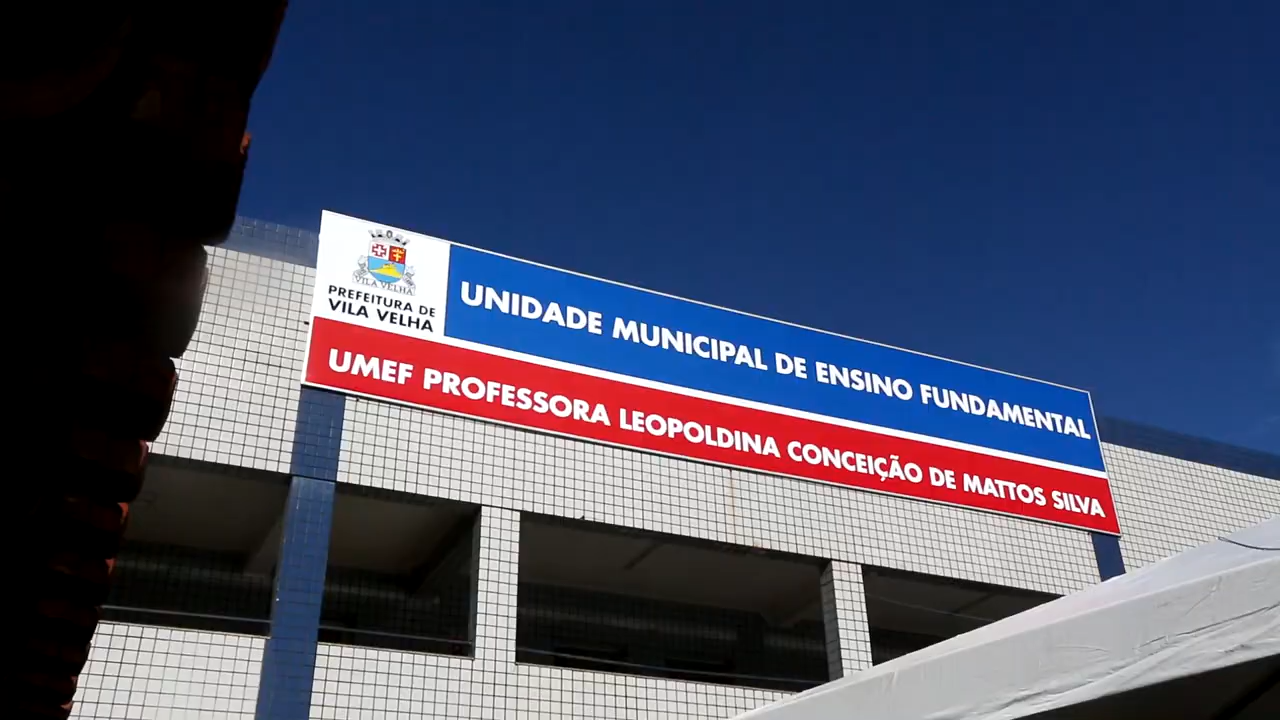 VILA VELHA
PREFEITURA DE
VILA VELHA
UNIDADE MUNICIPAL DE ENSINO FUNDAMENTAL
UMEF PROFESSORA LEOPOLDINA CONCEIÇÃO DE MATTOS SILVA